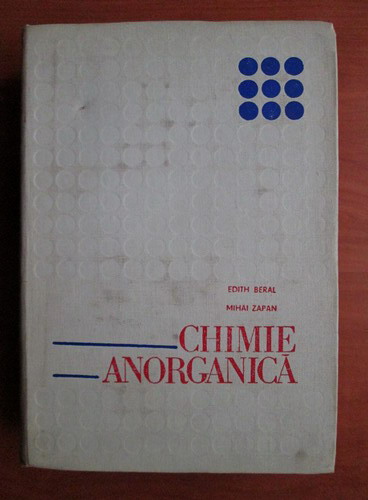 EDITH BERAL
MIHAI ZAPAN
CHIMIE
ANORGANICĂ